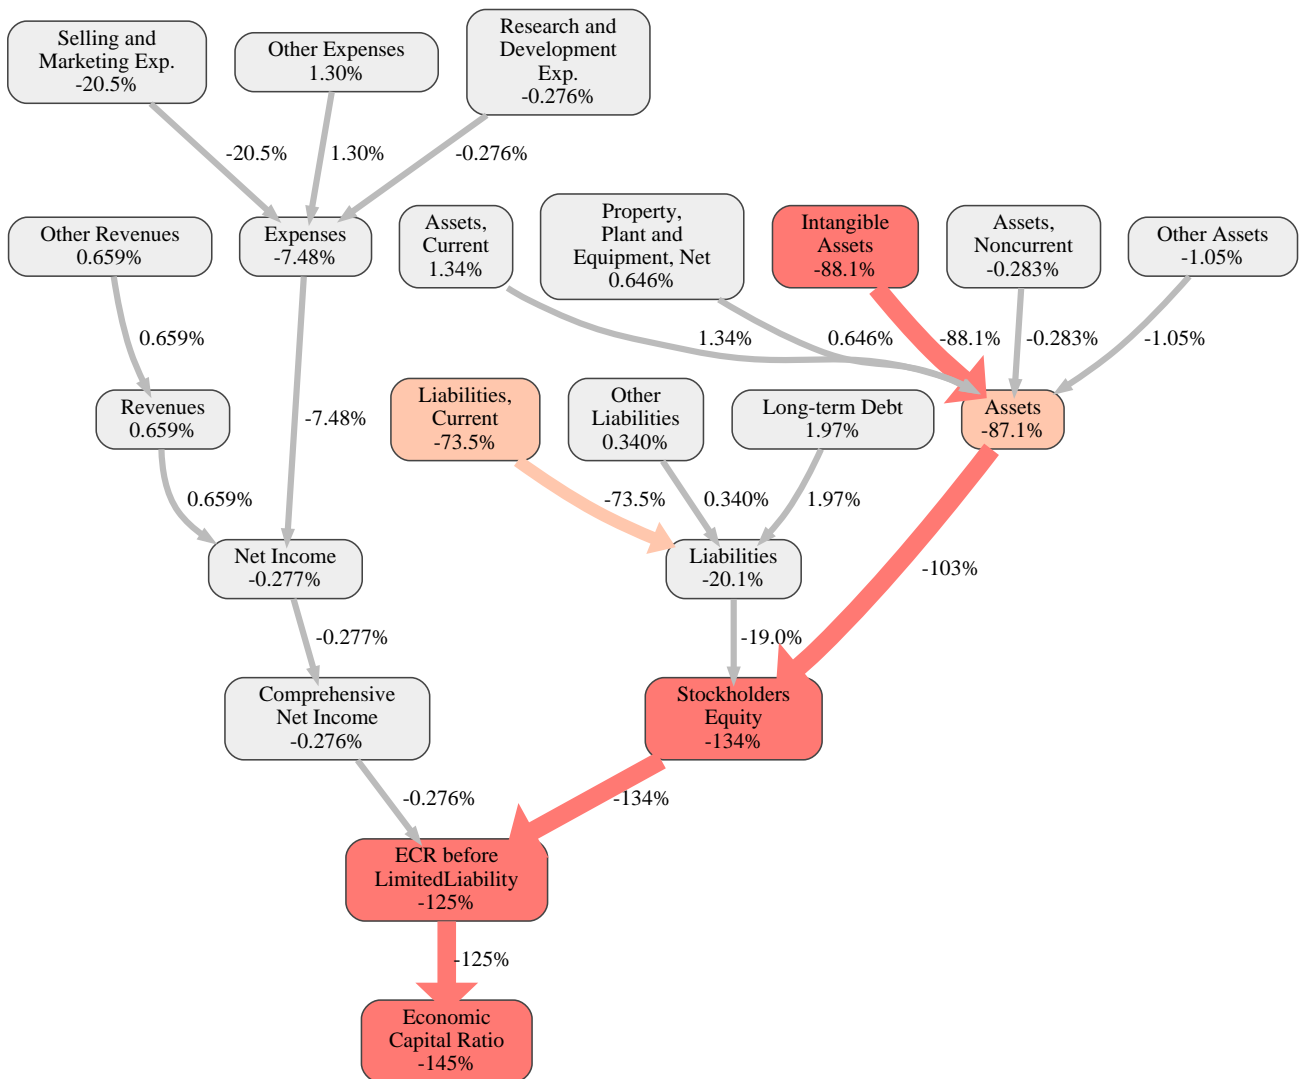 Selling and
Marketing Exp.
-20.5%
Other Expenses
1.30%
Research and
Development
Exp.
-0.276%
-20.5%
1.30%
-0.276%
Other Revenues
0.659%
Expenses
-7.48%
Assets,
Current
1.34%
Property,
Plant and
Equipment, Net
0.646%
Intangible
Assets
-88.1%
Assets,
Noncurrent
-0.283%
Other Assets
-1.05%
0.659%
1.34%
0.646%
-88.1%
-0.283%
-1.05%
Revenues
0.659%
-7.48%
Liabilities,
Current
-73.5%
Other
Liabilities
0.340%
Long-term Debt
1.97%
Assets
-87.1%
0.659%
-73.5%
0.340%
1.97%
Net Income
-0.277%
Liabilities
-20.1%
-103%
-0.277%
-19.0%
Comprehensive
Net Income
-0.276%
Stockholders
Equity
-134%
-0.276%
-134%
ECR before
LimitedLiability
-125%
-125%
Economic
Capital Ratio
-145%